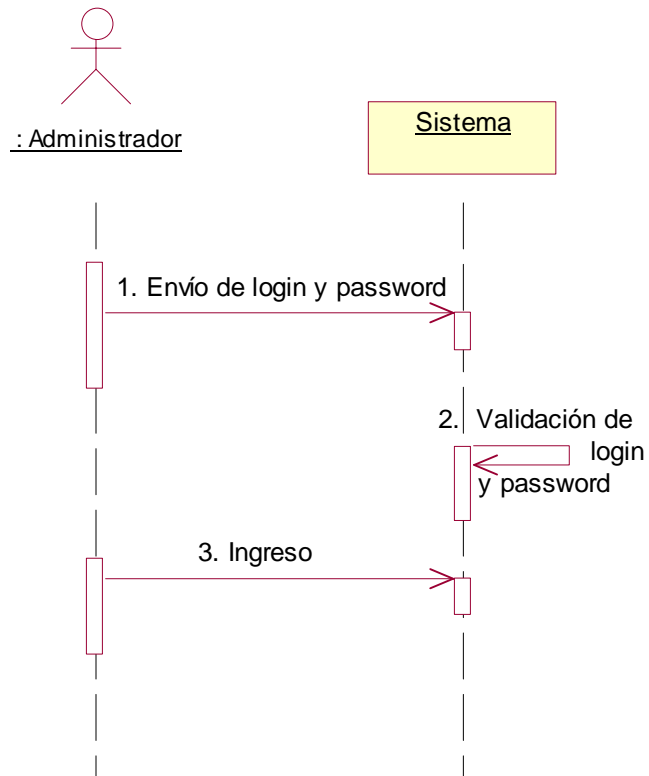 : Administrador
Sistema
1. Envío de login y password
2. Validación de
login
y password
3. Ingreso